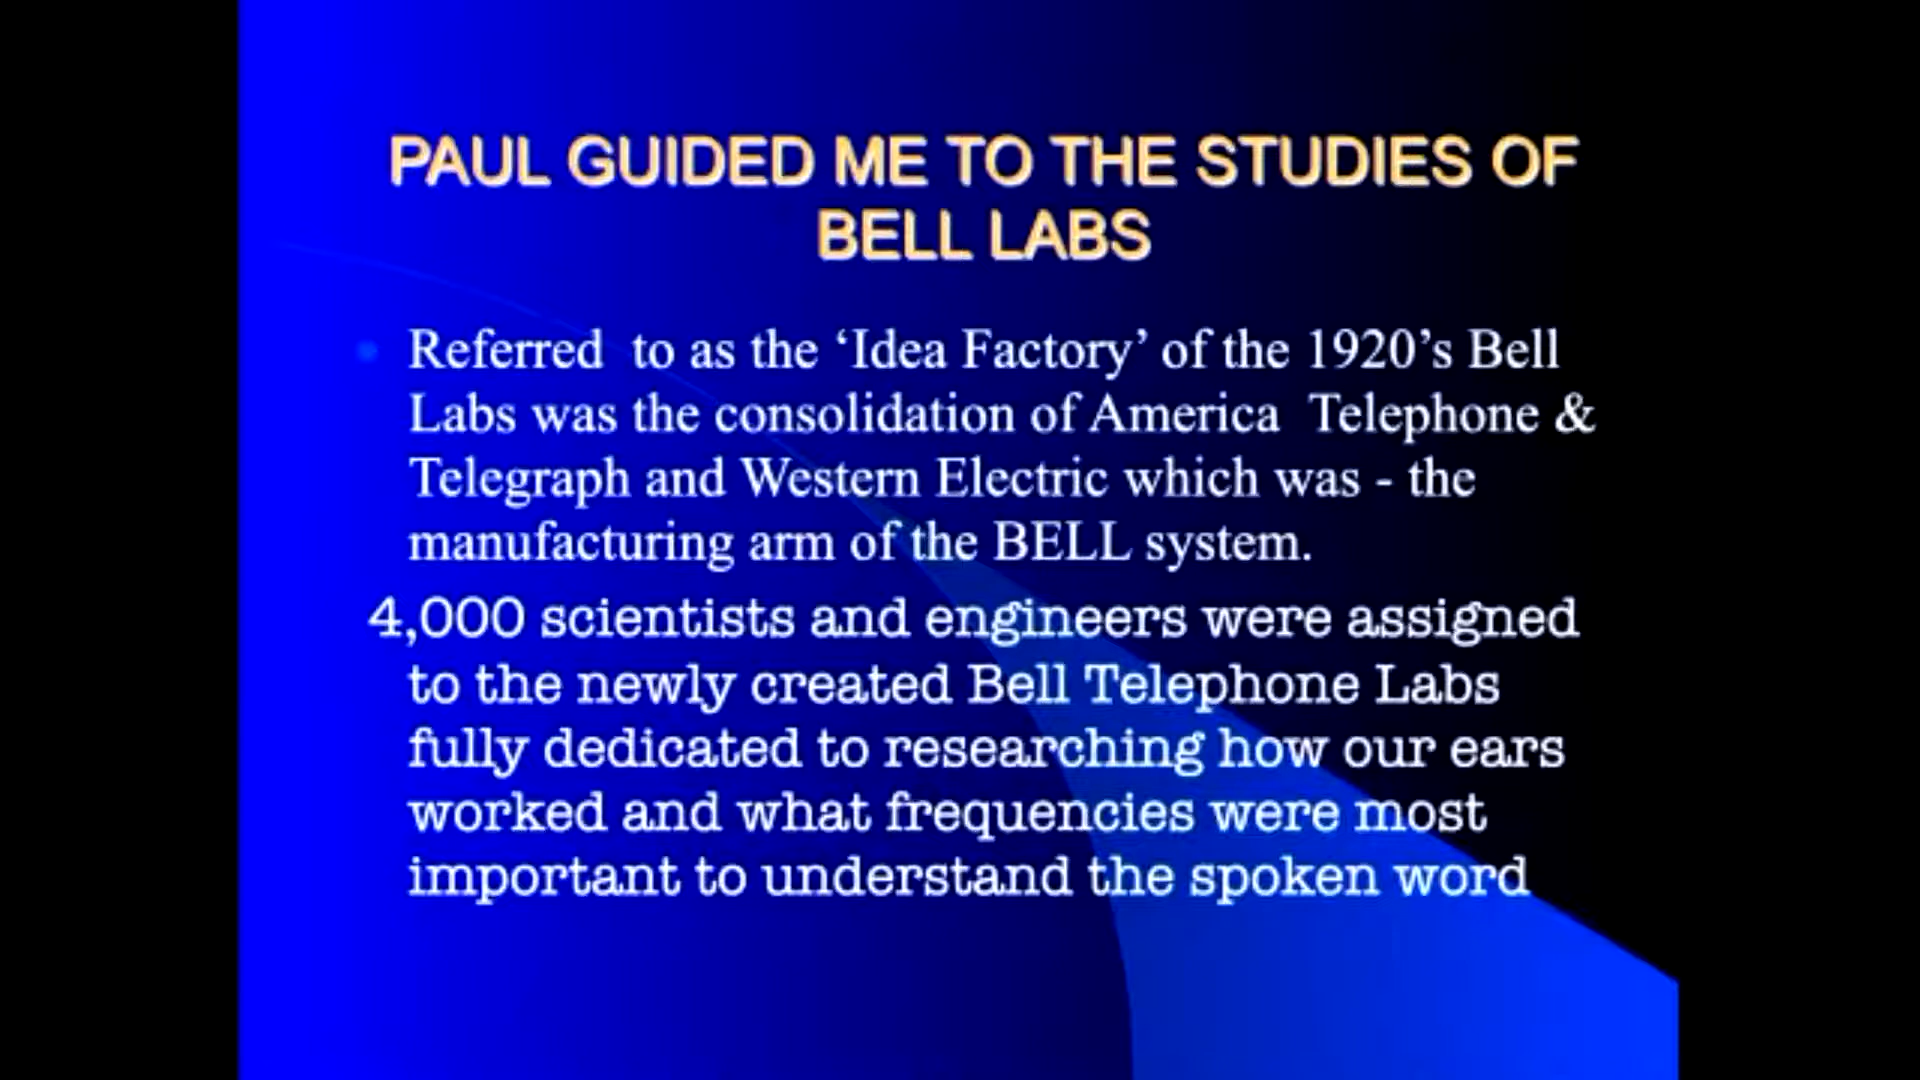 PAUL GUIDED ME TO THE STUDIES OF
BELL LABS
Referred  to as the ‘Idea Factory’ of the 1920’s Bell
Labs was the consolidation of America  Telephone &
Telegraph and Western Electric which was - the
manufacturing arm of the BELL system.
4,000 scientists and engineers were assigned
to the newly created Bell Telephone Labs
fully dedicated to researching how our ears
worked and what frequencies were most
important to understand the spoken word